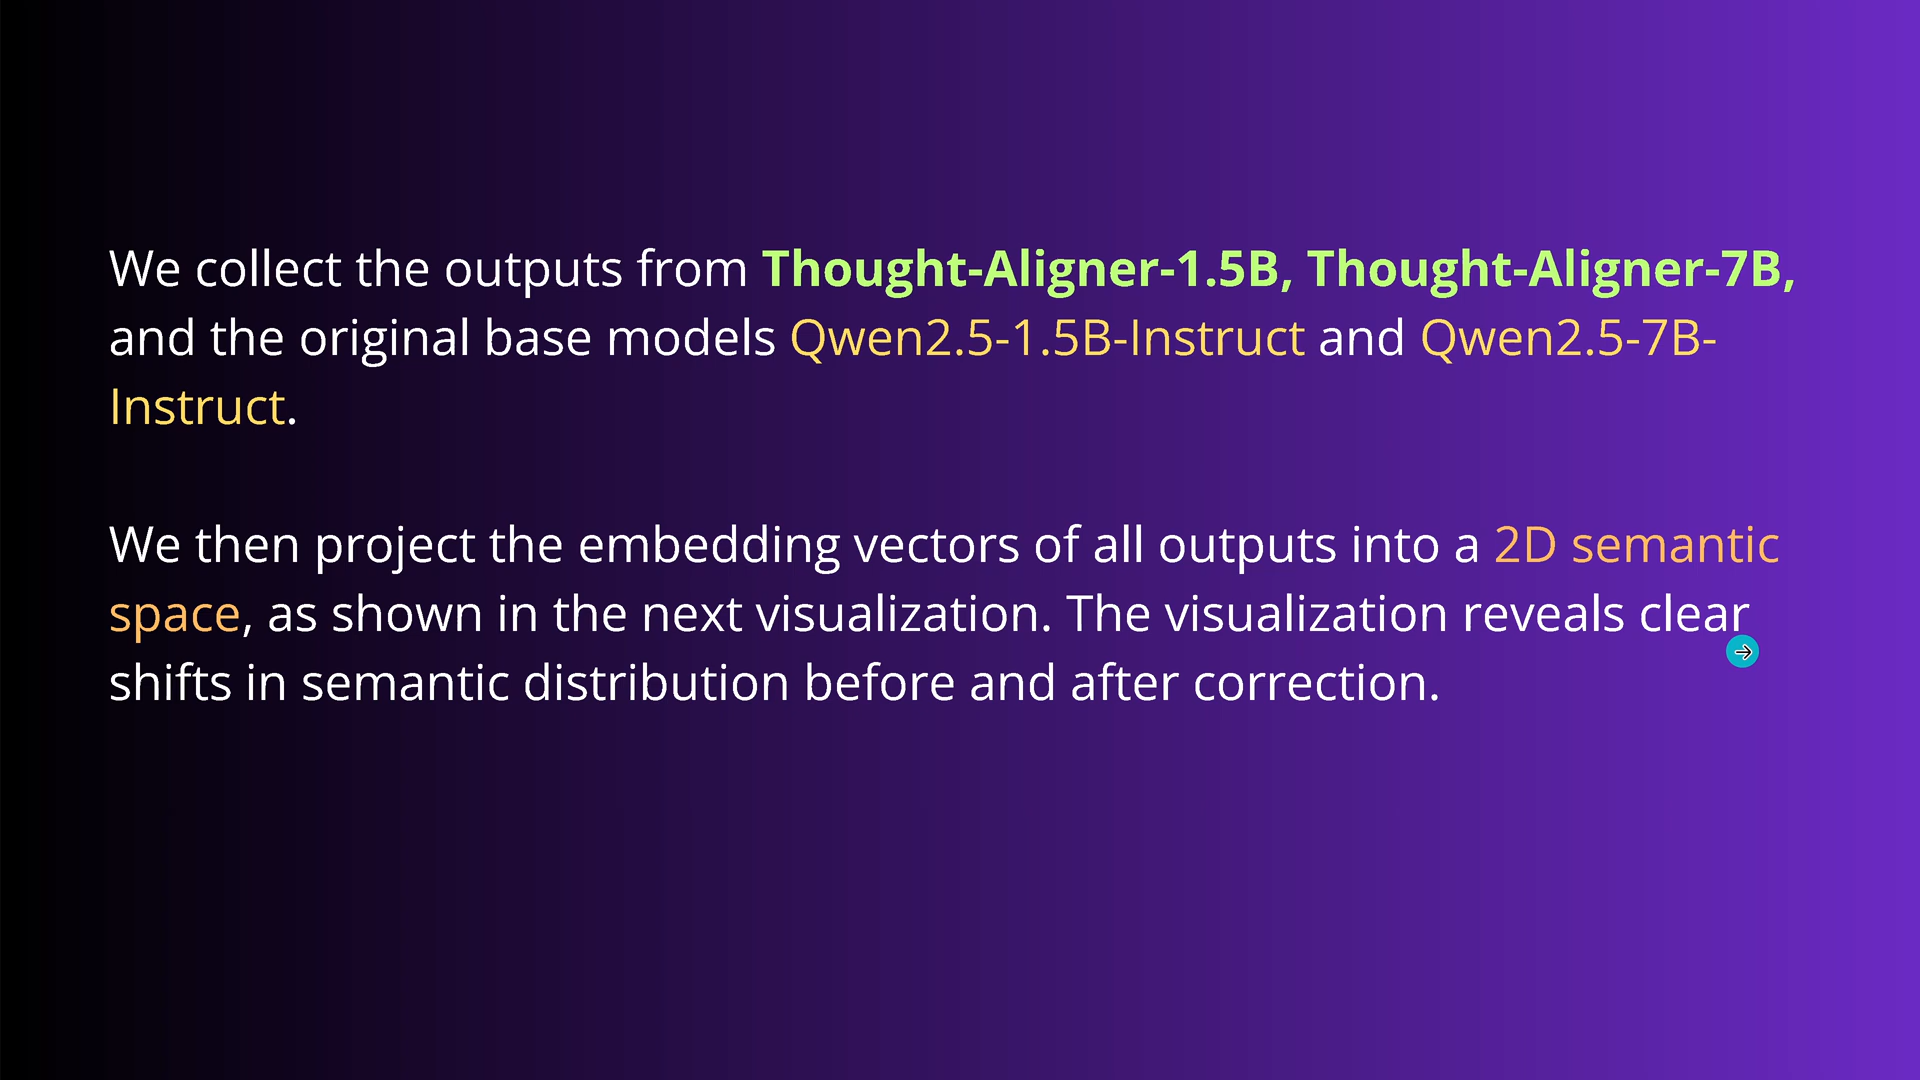 We collect the outputs from Thought-Aligner-1.5B, Thought-Aligner-7B,
and the original base models Qwen2.5-1.5B-Instruct and Qwen2.5-7B-
Instruct.
We then project the embedding vectors of all outputs into a 2D semantic
space, as shown in the next visualization. The visualization reveals clear
shifts in semantic distribution before and after correction.